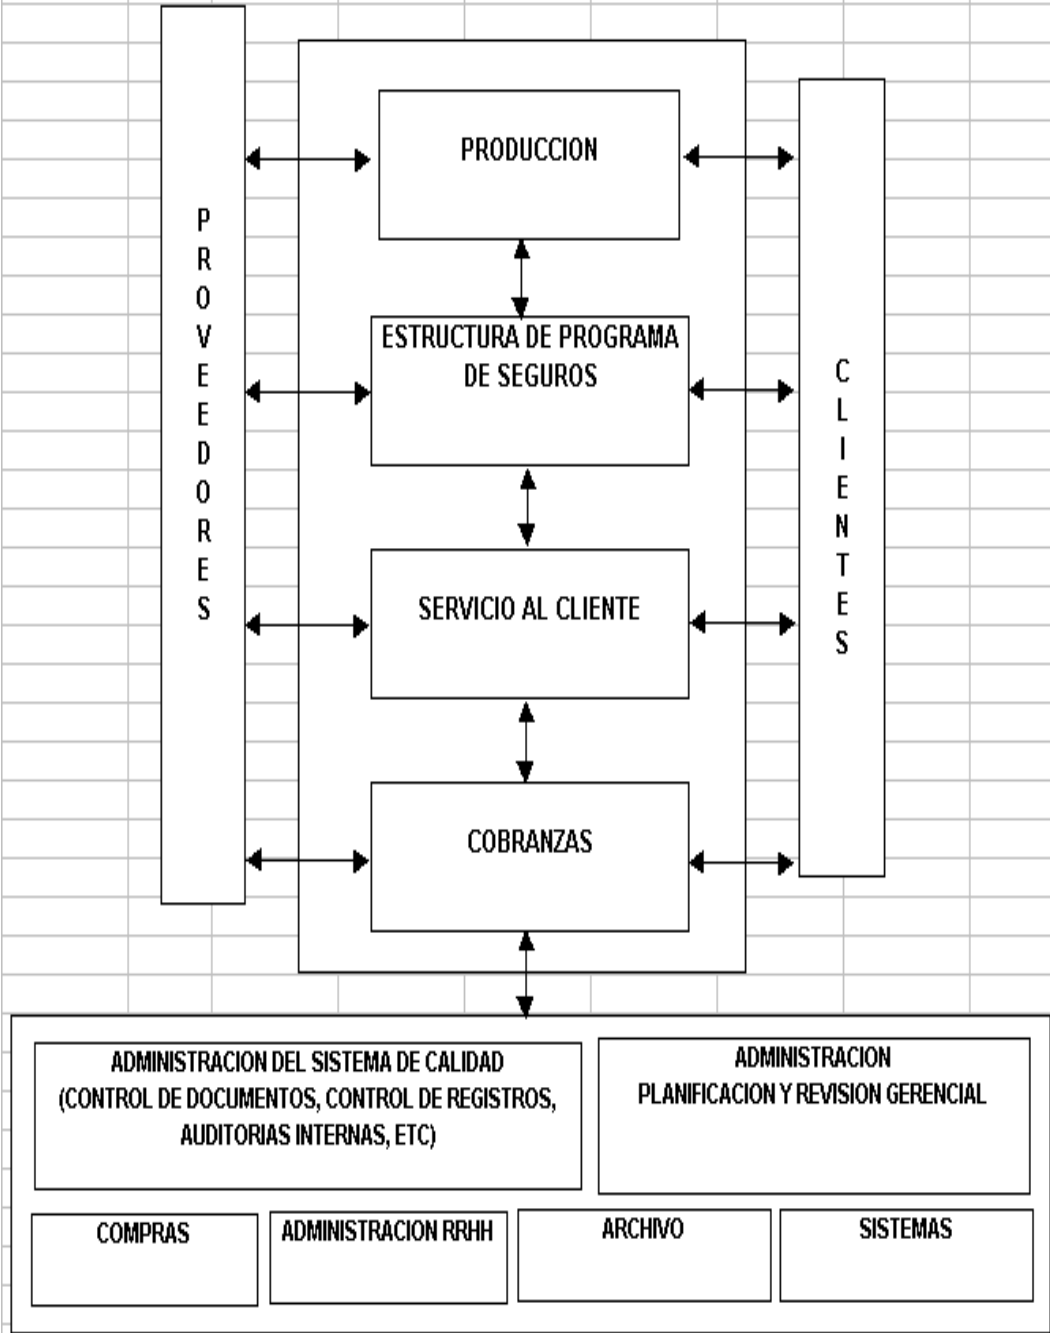 PROVEEDORES
PRODUCCION
ESTRUCTURA DE PROGRAMA
DE SEGUROS
SERVICIO AL CLIENTE
COBRANZAS
CLIENTES
ADMINISTRACION DEL SISTEMA DE CALIDAD
(CONTROL DE DOCUMENTOS, CONTROL DE REGISTROS,
AUDITORIAS INTERNAS, ETC)
ADMINISTRACION
PLANIFICACION Y REVISION GERENCIAL
COMPRAS
ADMINISTRACION RRHH
ARCHIVO
SISTEMAS